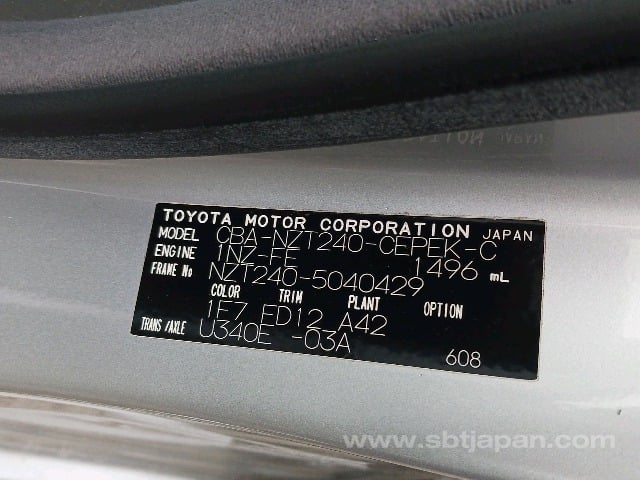 TOYOTA MOTOR CORPORATION JAPAN
MODEL CBA-NZT240-CEPEK-C
ENGINE 1NZ-FE 1496 mL
FRAME No NZT240-5040429
COLOR TRIM PLANT OPTION
1F7 FD12 A42
TRANS/AXLE U340E -03A
608
www.sbtjapan.com